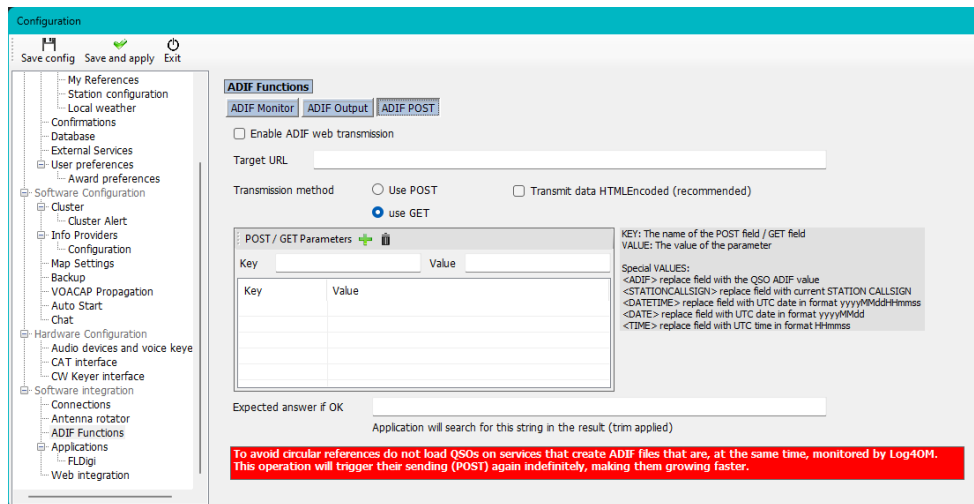 Configuration
Save config Save and apply Exit
My References
Station configuration
Local weather
Confirmations
Database
External Services
User preferences
Award preferences
Software Configuration
Cluster
Cluster Alert
Info Providers
Configuration
Map Settings
Backup
VOACAP Propagation
Auto Start
Chat
Hardware Configuration
Audio devices and voice keye
CAT interface
CW Keyer interface
Software integration
Connections
Antenna rotator
ADIF Functions
Applications
FLDigi
Web integration
ADIF Functions
ADIF Monitor ADIF Output ADIF POST
Enable ADIF web transmission
Target URL
Transmission method Use POST Transmit data HTMLEncoded (recommended)
use GET
POST / GET Parameters
Key Value
Key Value
KEY: The name of the POST field / GET field
VALUE: The value of the parameter
Special VALUES:
<ADIF> replace field with the QSO ADIF value
<STATIONCALLSIGN> replace field with current STATION CALLSIGN
<DATETIME> replace field with UTC date in format yyyyMMddHHmmss
<DATE> replace field with UTC date in format yyyyMMdd
<TIME> replace field with UTC time in format HHmmss
Expected answer if OK
Application will search for this string in the result (trim applied)
To avoid circular references do not load QSOs on services that create ADIF files that are, at the same time, monitored by Log4OM.
This operation will trigger their sending (POST) again indefinitely, making them growing faster.